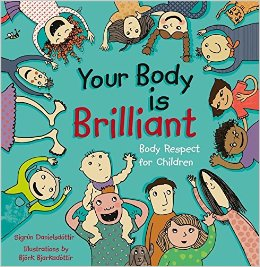 Your Body
is
Brilliant
Body Respect
for Children
Sigrún Daníelsdóttir
Illustrations by
Björk Bjarkadóttir